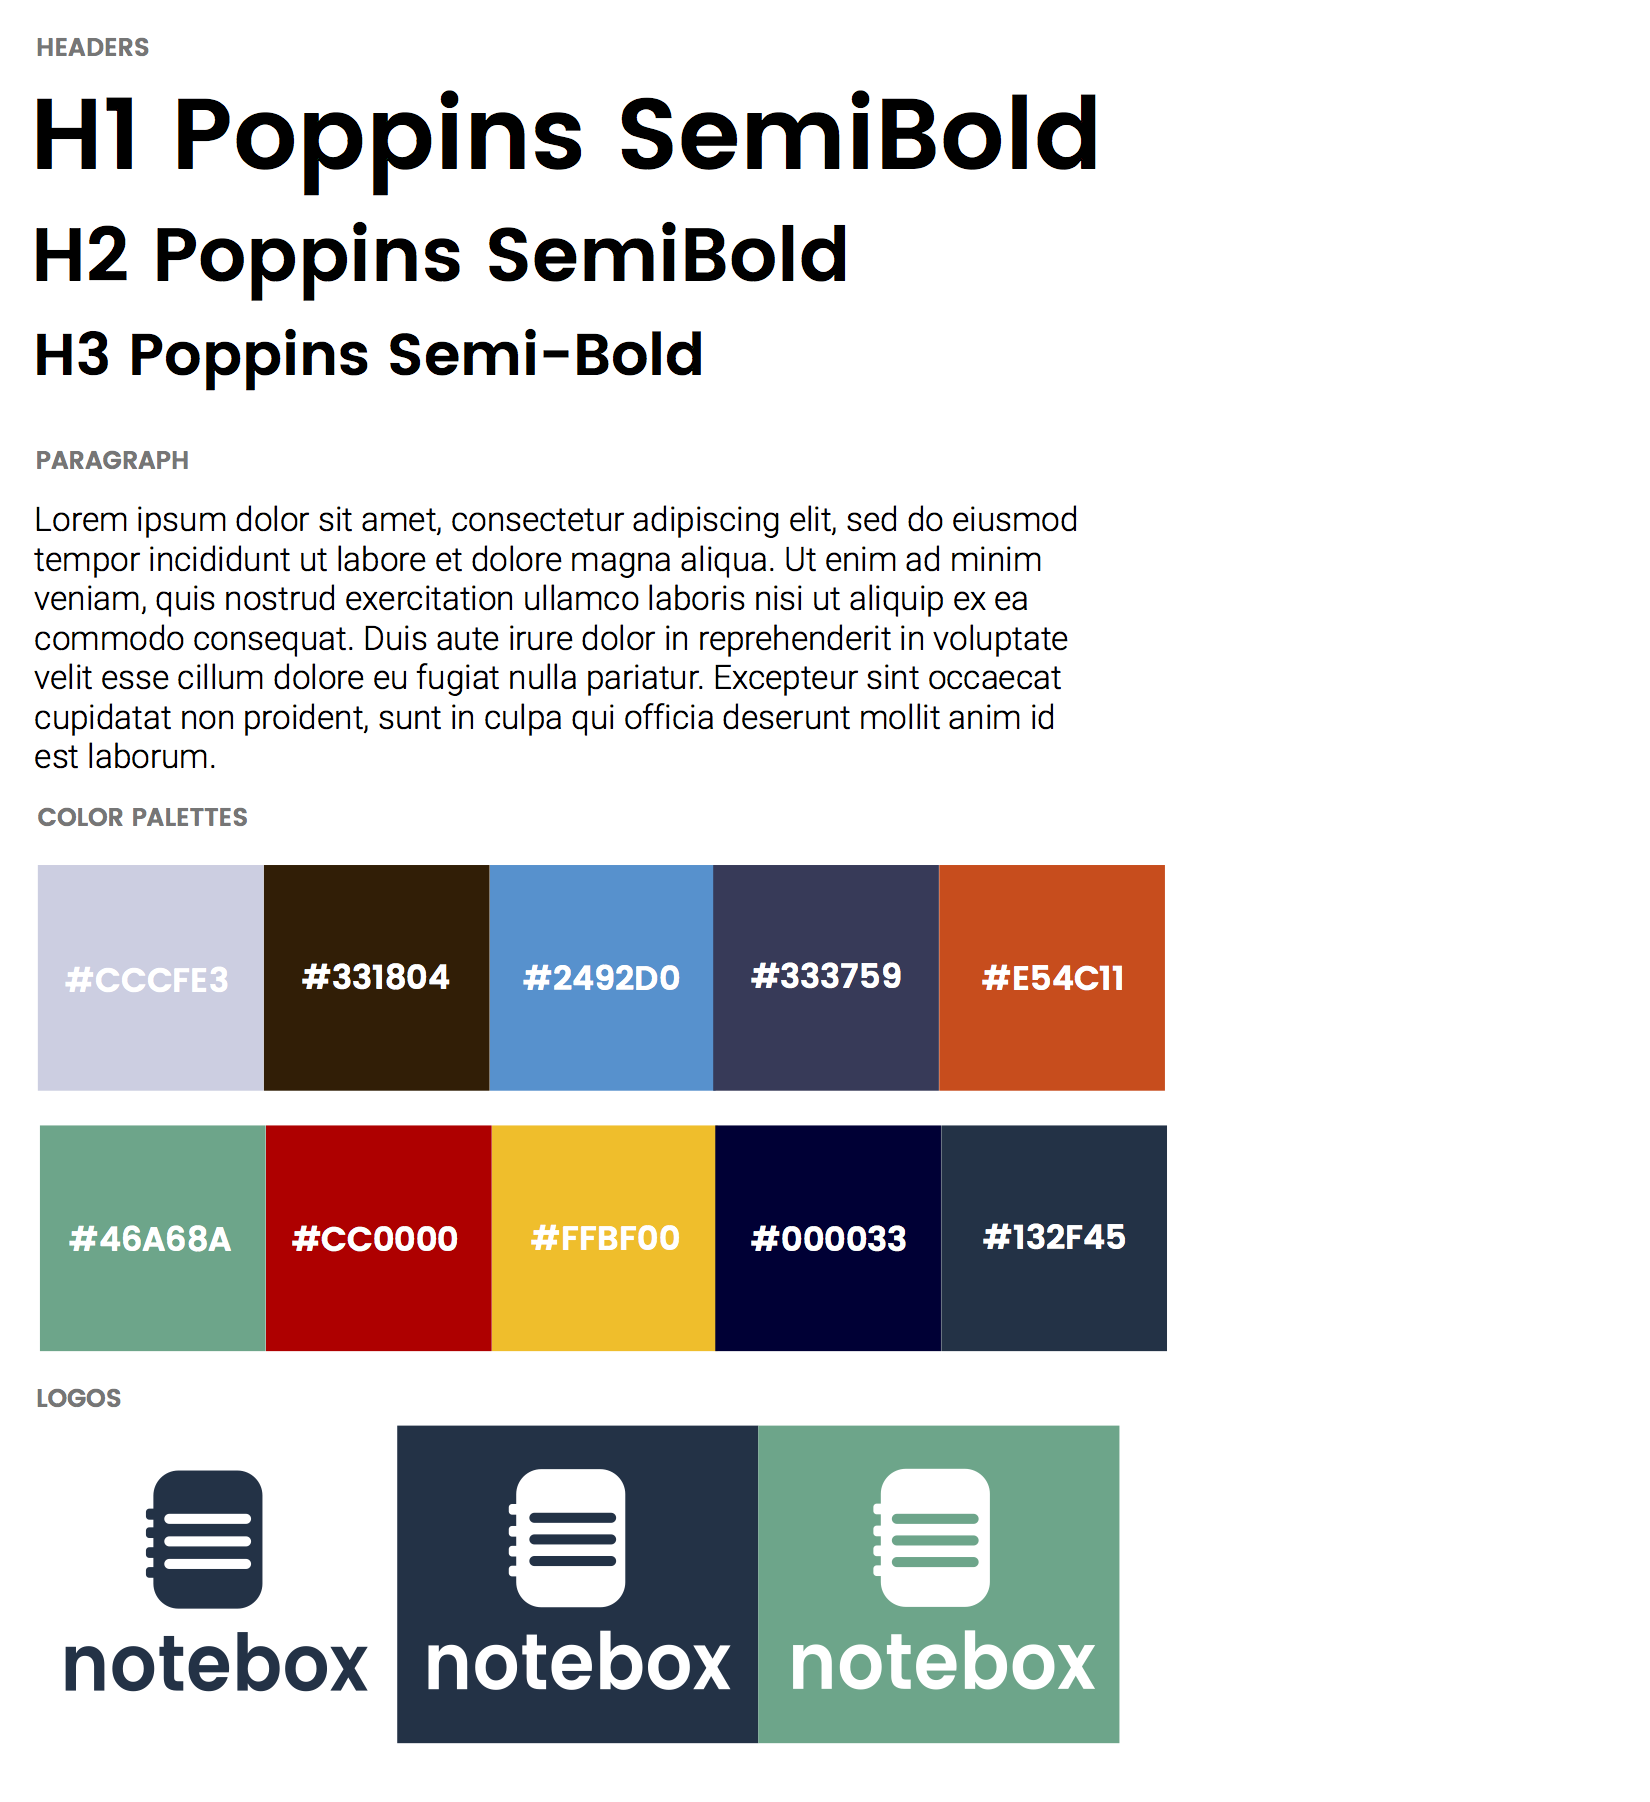 HEADERS
H1 Poppins SemiBold
H2 Poppins SemiBold
H3 Poppins Semi-Bold
PARAGRAPH
Lorem ipsum dolor sit amet, consectetur adipiscing elit, sed do eiusmod
tempor incididunt ut labore et dolore magna aliqua. Ut enim ad minim
veniam, quis nostrud exercitation ullamco laboris nisi ut aliquip ex ea
commodo consequat. Duis aute irure dolor in reprehenderit in voluptate
velit esse cillum dolore eu fugiat nulla pariatur. Excepteur sint occaecat
cupidatat non proident, sunt in culpa qui officia deserunt mollit anim id
est laborum.
COLOR PALETTES
#CCCFE3 #331804 #2492D0 #333759 #E54C11
#46A68A #CC0000 #FFBF00 #000033 #132F45
LOGOS
notebox notebox notebox